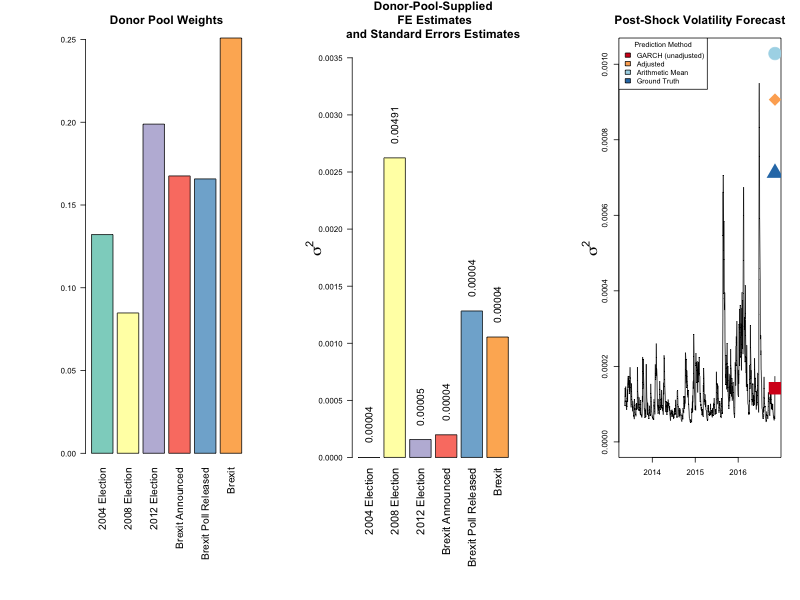 Donor Pool Weights
0.25
0.20
0.15
0.10
0.05
0.00
2004 Election
2008 Election
2012 Election
Brexit Announced
Brexit Poll Released
Brexit
Donor-Pool-Supplied
FE Estimates
and Standard Errors Estimates
σ²
0.0035
0.0030
0.0025
0.0020
0.0015
0.0010
0.0005
0.0000
0.00004
0.00491
0.00005
0.00004
0.00004
0.00004
2004 Election
2008 Election
2012 Election
Brexit Announced
Brexit Poll Released
Brexit
Post-Shock Volatility Forecast
σ²
0.0010
0.0008
0.0006
0.0004
0.0002
0.0000
Prediction Method
GARCH (unadjusted)
Adjusted
Arithmetic Mean
Ground Truth
2014
2015
2016